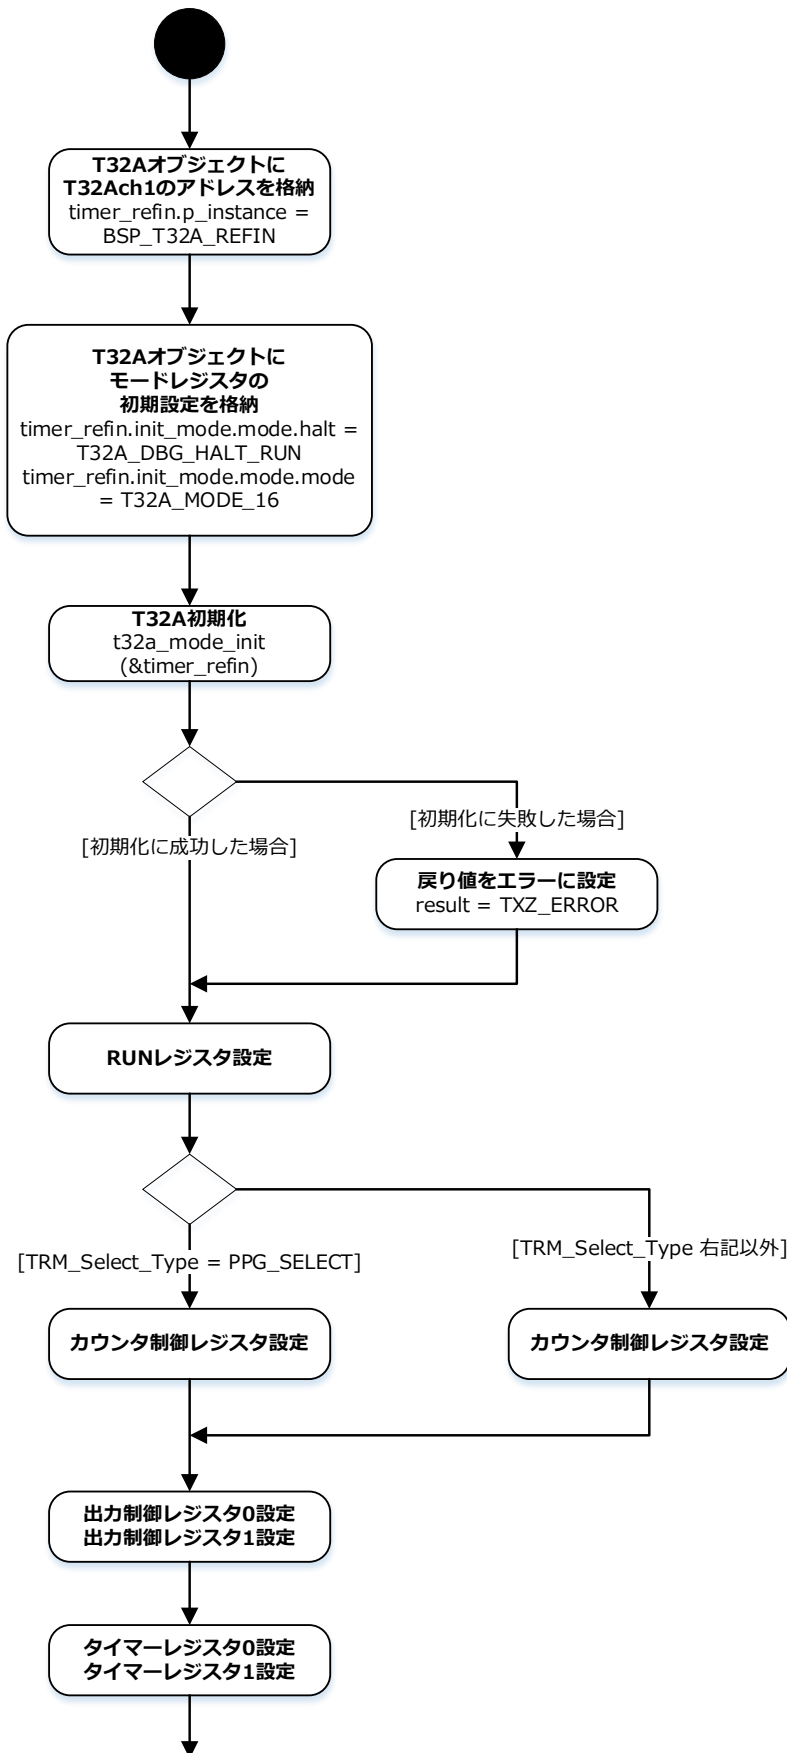 T32Aオブジェクトに
T32Ach1のアドレスを格納
timer_refin.p_instance =
BSP_T32A_REFIN
T32Aオブジェクトに
モードレジスタの
初期設定を格納
timer_refin.init_mode.mode.halt =
T32A_DBG_HALT_RUN
timer_refin.init_mode.mode.mode
= T32A_MODE_16
T32A初期化
t32a_mode_init
(&timer_refin)
[初期化に失敗した場合]
[初期化に成功した場合]
戻り値をエラーに設定
result = TXZ_ERROR
RUNレジスタ設定
[TRM_Select_Type = PPG_SELECT]
[TRM_Select_Type 右記以外]
カウンタ制御レジスタ設定
カウンタ制御レジスタ設定
出力制御レジスタ0設定
出力制御レジスタ1設定
タイマーレジスタ0設定
タイマーレジスタ1設定